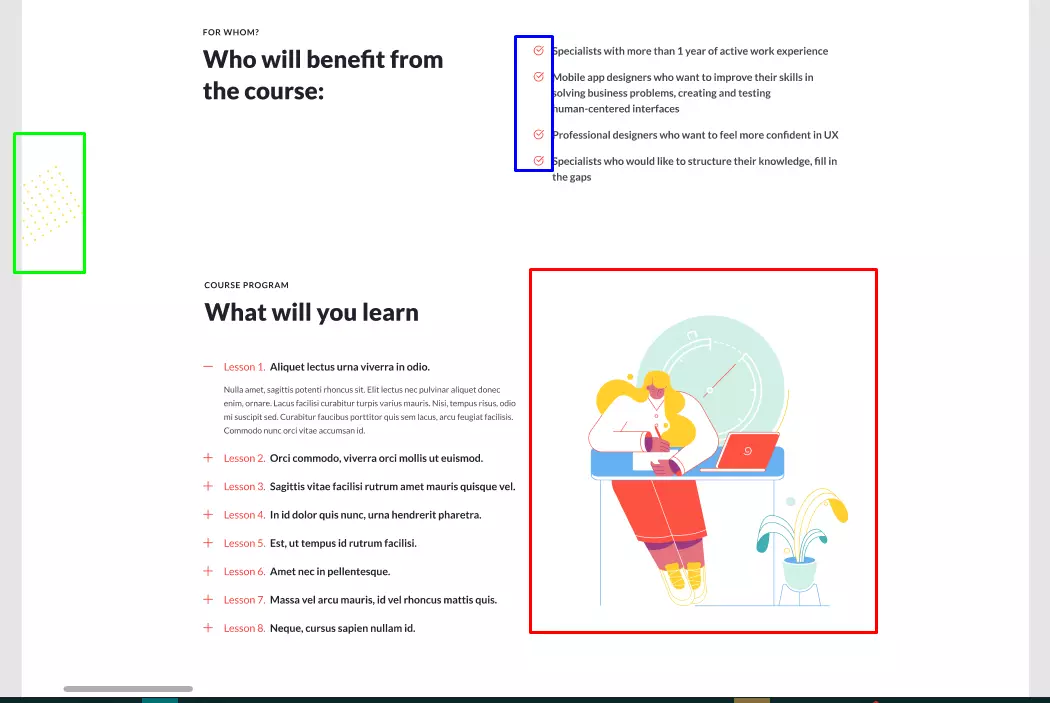 FOR WHOM?
Who will benefit from
the course:
Specialists with more than 1 year of active work experience
Mobile app designers who want to improve their skills in
solving business problems, creating and testing
human-centered interfaces
Professional designers who want to feel more confident in UX
Specialists who would like to structure their knowledge, fill in
the gaps
COURSE PROGRAM
What will you learn
Lesson 1. Aliquet lectus urna viverra in odio.
Nulla amet, sagittis potenti rhoncus sit. Elit lectus nec pulvinar aliquet donec
enim, ornare. Lacus facilisi curabitur turpis varius mauris. Nisi, tempus risus, odio
mi suscipit sed. Curabitur faucibus porttitor quis sem lacus, arcu feugiat facilisis.
Commodo nunc orci vitae accumsan id.
Lesson 2. Orci commodo, viverra orci mollis ut euismod.
Lesson 3. Sagittis vitae facilisi rutrum amet mauris quisque vel.
Lesson 4. In id dolor quis nunc, urna hendrerit pharetra.
Lesson 5. Est, ut tempus id rutrum facilisi.
Lesson 6. Amet nec in pellentesque.
Lesson 7. Massa vel arcu mauris, id vel rhoncus mattis quis.
Lesson 8. Neque, cursus sapien nullam id.